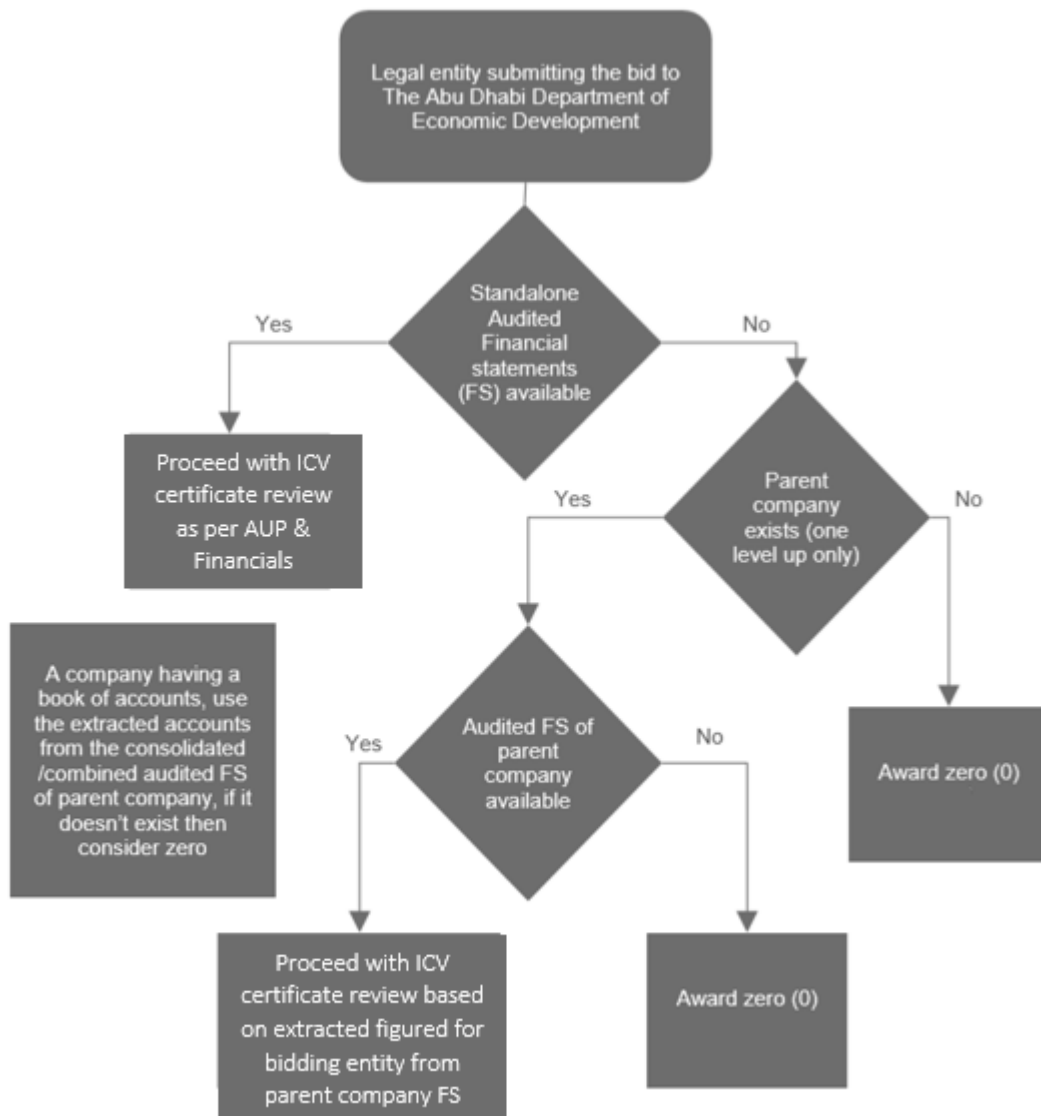 Legal entity submitting the bid to
The Abu Dhabi Department of
Economic Development
Standalone
Audited
Financial
statements
(FS) available
Yes
No
Proceed with ICV
certificate review
as per AUP &
Financials
Parent
company
exists (one
level up only)
Yes
No
A company having a
book of accounts, use
the extracted accounts
from the consolidated
/combined audited FS
of parent company, if it
doesn't exist then
consider zero
Audited FS of
parent
company
available
Yes
No
Award zero (0)
Proceed with ICV
certificate review based
on extracted figured for
bidding entity from
parent company FS
Award zero (0)